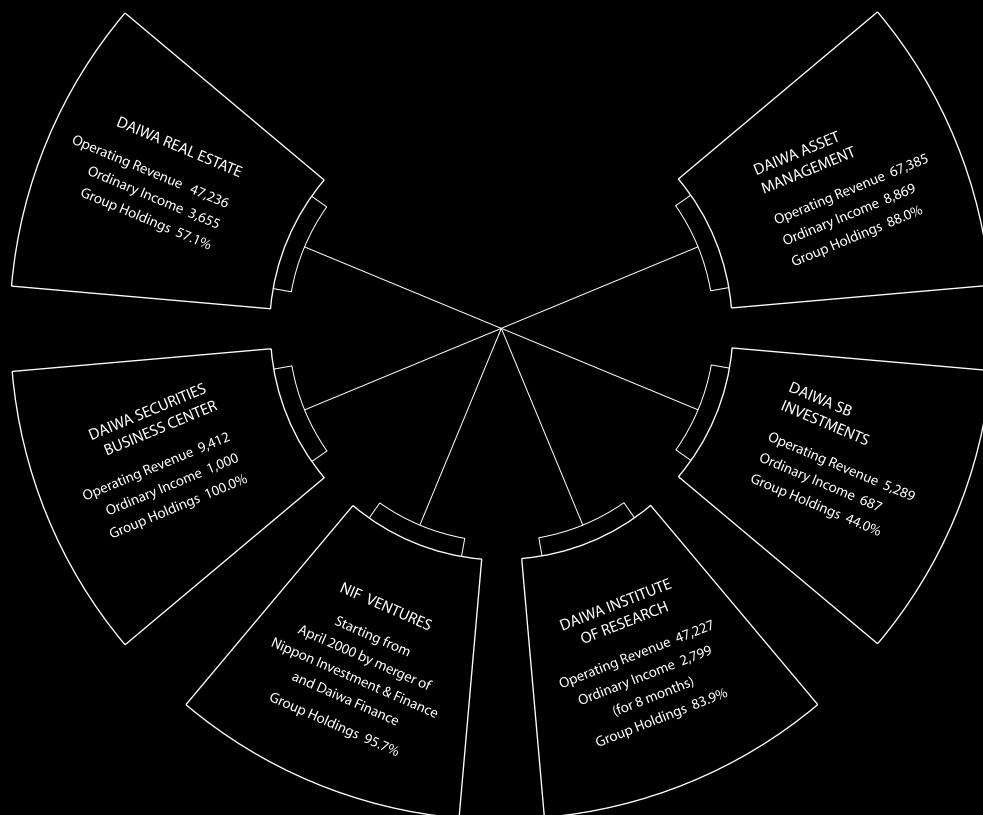 DAIWA REAL ESTATE
Operating Revenue 47,236
Ordinary Income 3,655
Group Holdings 57.1%
DAIWA ASSET
MANAGEMENT
Operating Revenue 67,385
Ordinary Income 8,869
Group Holdings 88.0%
DAIWA SECURITIES
BUSINESS CENTER
Operating Revenue 9,412
Ordinary Income 1,000
Group Holdings 100.0%
DAIWA SB
INVESTMENTS
Operating Revenue 5,289
Ordinary Income 687
Group Holdings 44.0%
NIF VENTURES
Starting from
April 2000 by merger of
Nippon Investment & Finance
and Daiwa Finance
Group Holdings 95.7%
DAIWA INSTITUTE
OF RESEARCH
Operating Revenue 47,227
Ordinary Income 2,799
(for 8 months)
Group Holdings 83.9%